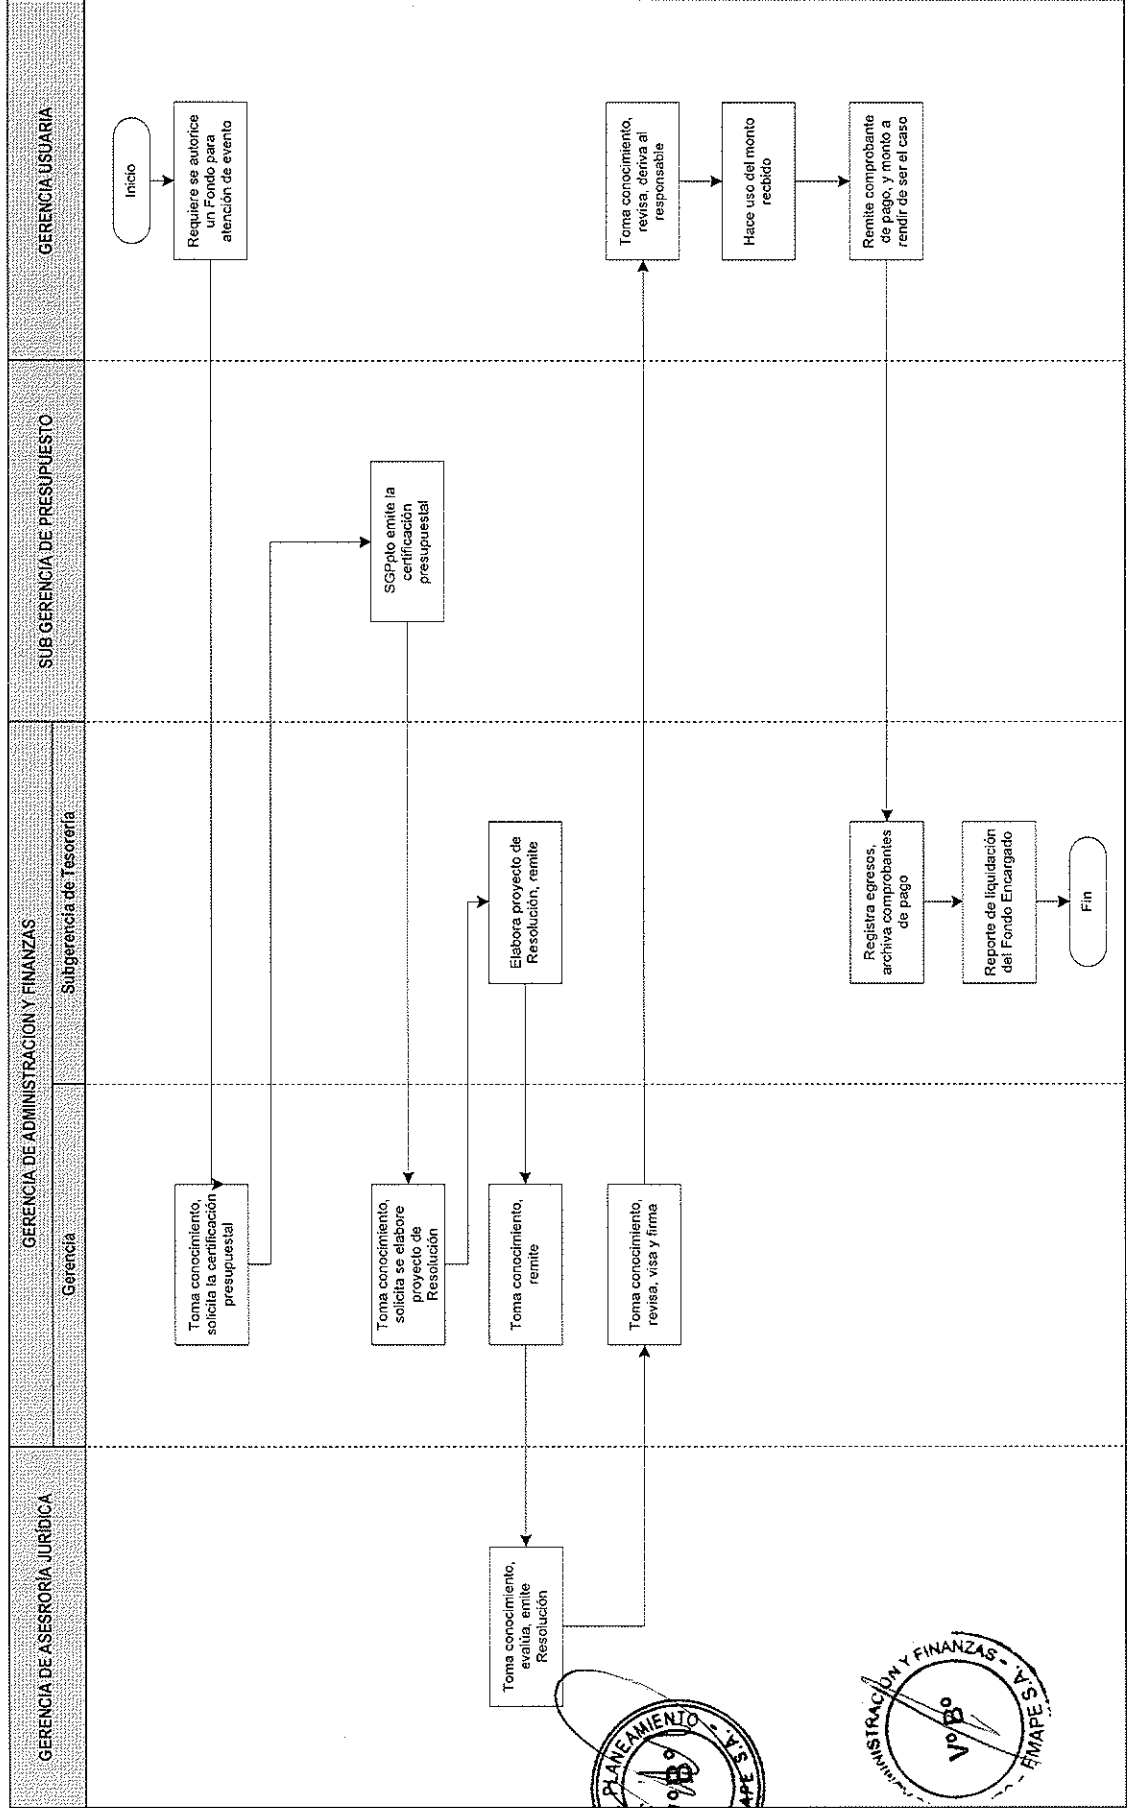 GERENCIA DE ASESRORÍA JURÍDICA
GERENCIA DE ADMINISTRACION Y FINANZAS
Gerencia
Subgerencia de Tesorería
SUB GERENCIA DE PRESUPUESTO
GERENCIA USUARIA
Inicio
Requiere se autorice
un Fondo para
atención de evento
Toma conocimiento,
solicita la certificación
presupuestal
SGPpto emite la
certificación
presupuestal
Toma conocimiento,
solicita se elabore
proyecto de
Resolución
Elabora proyecto de
Resolución, remite
Toma conocimiento,
remite
Toma conocimiento,
evalúa, emite
Resolución
Toma conocimiento,
revisa, visa y firma
Toma conocimiento,
revisa, deriva al
responsable
Hace uso del monto
recbido
Remite comprobante
de pago, y monto a
rendir de ser el caso
Registra egresos,
archiva comprobantes
de pago
Reporte de liquidación
del Fondo Encargado
Fin
PLANEAMIENTO
S.A.
Y FINANZAS -
VºBº
EMAPE S.A.